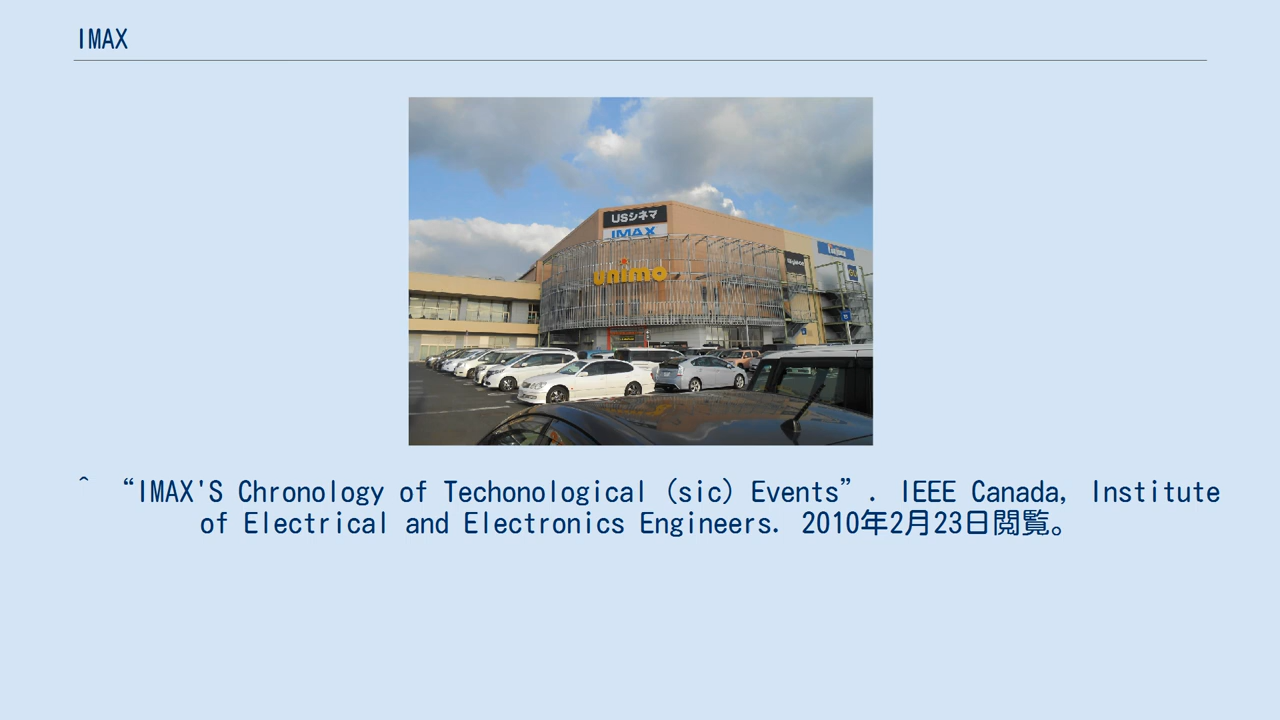 IMAX
USシネマ
IMAX
unimo
^ “IMAX'S Chronology of Techonological (sic) Events”. IEEE Canada, Institute
of Electrical and Electronics Engineers. 2010年2月23日閲覧。